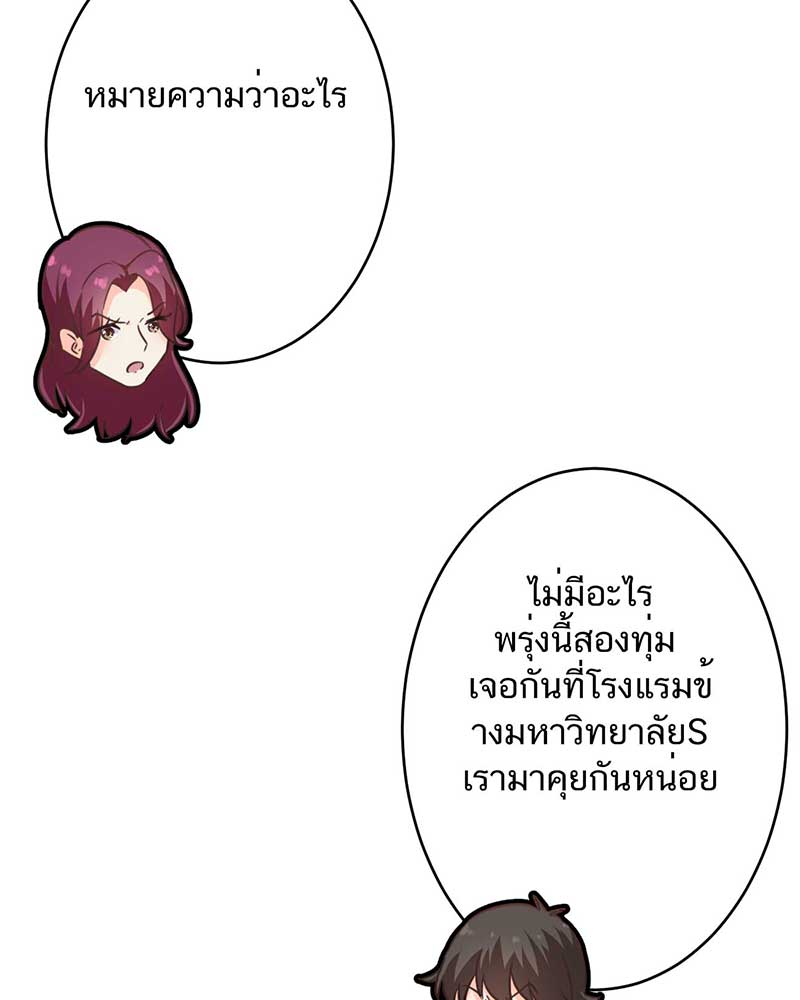 หมายความว่าอะไร
ไม่มีอะไร
พรุ่งนี้สองทุ่ม
เจอกันที่โรงแรมข้
างมหาวิทยาลัยS
เรามาคุยกันหน่อย